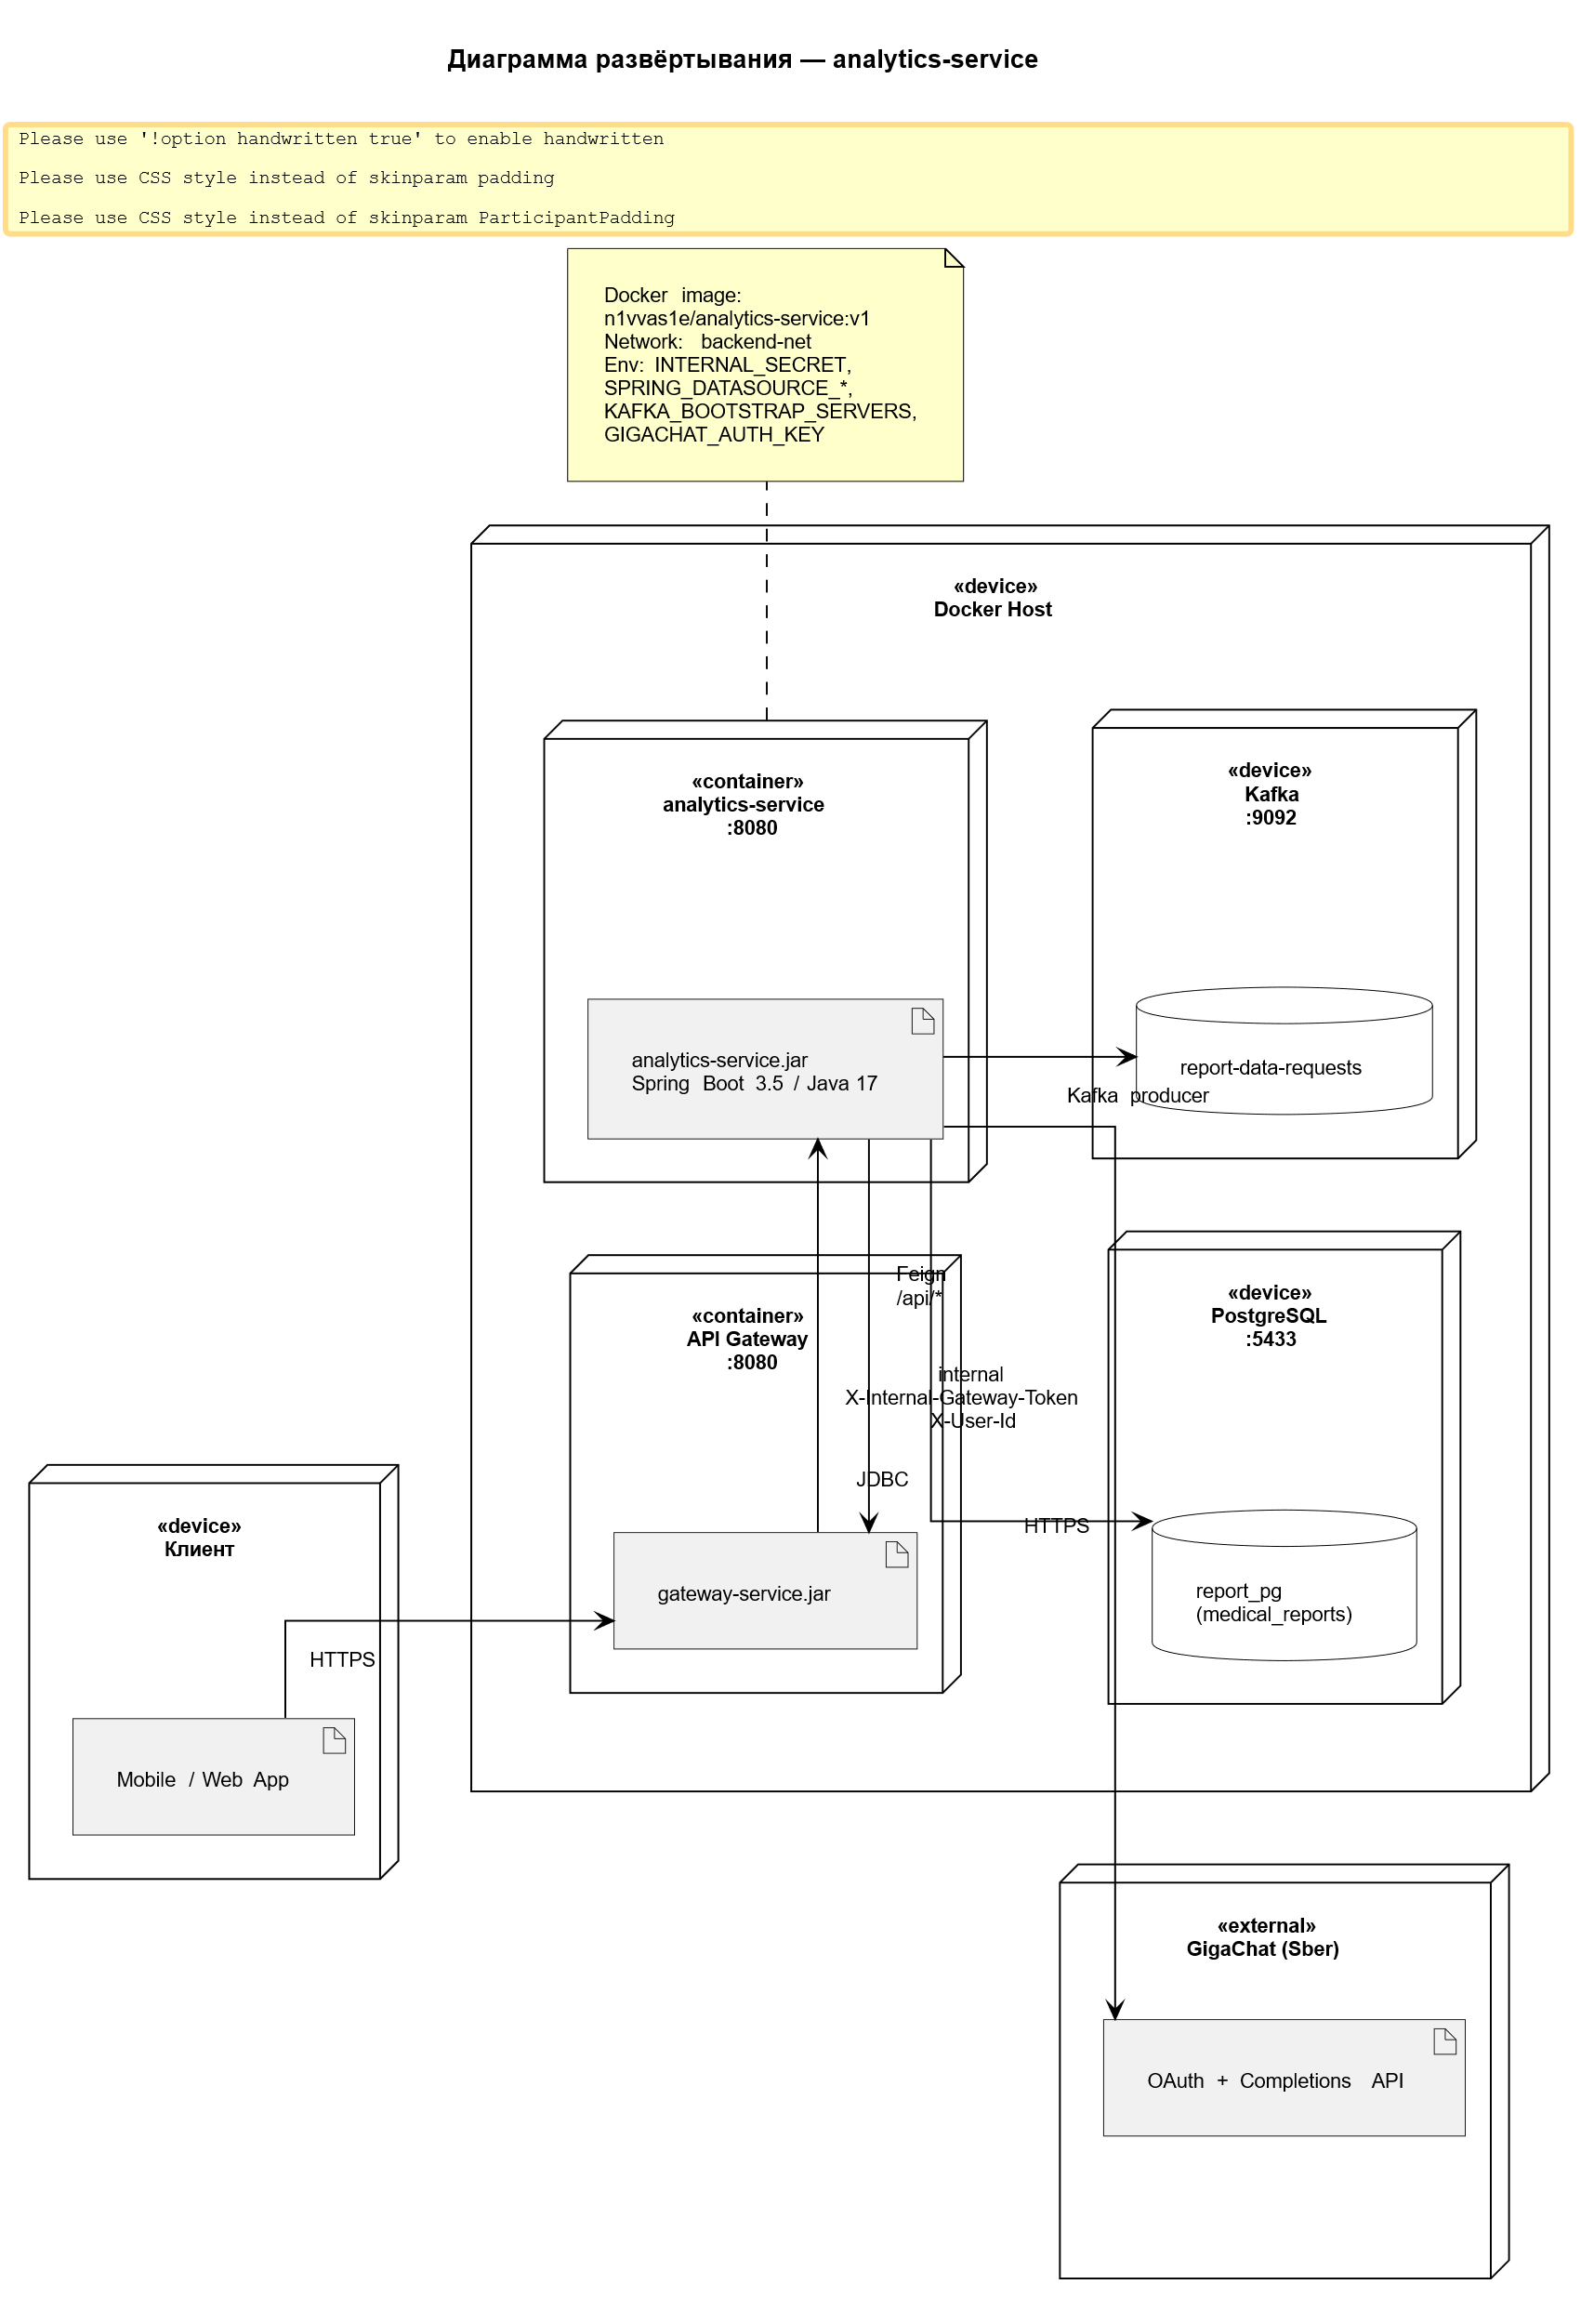 Диаграмма развёртывания — analytics-service
Please use '!option handwritten true' to enable handwritten
Please use CSS style instead of skinparam padding
Please use CSS style instead of skinparam ParticipantPadding
Docker image:
n1vvas1e/analytics-service:v1
Network: backend-net
Env: INTERNAL_SECRET,
SPRING_DATASOURCE_*,
KAFKA_BOOTSTRAP_SERVERS,
GIGACHAT_AUTH_KEY
«device»
Docker Host
«container»
analytics-service
:8080
«device»
Kafka
:9092
analytics-service.jar
Spring Boot 3.5 / Java 17
report-data-requests
Kafka producer
Feign
/api/*
«container»
API Gateway
:8080
«device»
PostgreSQL
:5433
internal
X-Internal-Gateway-Token
X-User-Id
JDBC
HTTPS
«device»
Клиент
gateway-service.jar
report_pg
(medical_reports)
HTTPS
Mobile / Web App
«external»
GigaChat (Sber)
OAuth + Completions API